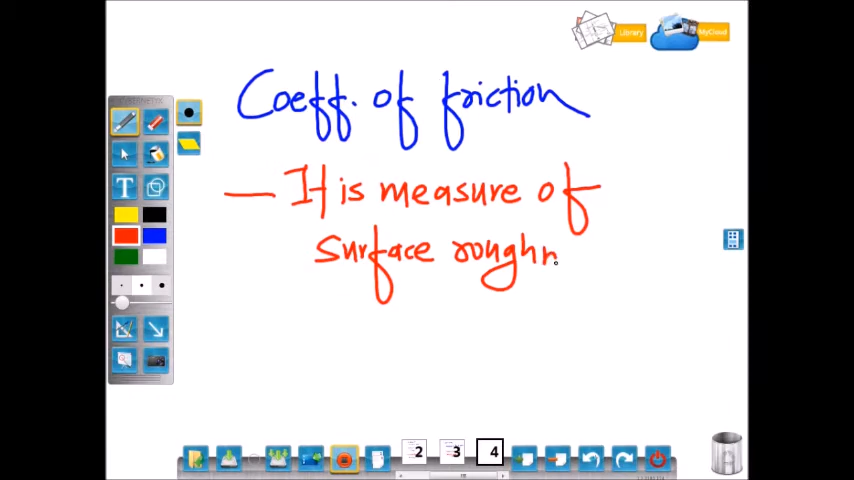 Library
MyCloud
Coeff. of friction
— It is measure of
surface roughn
T
2
3
4